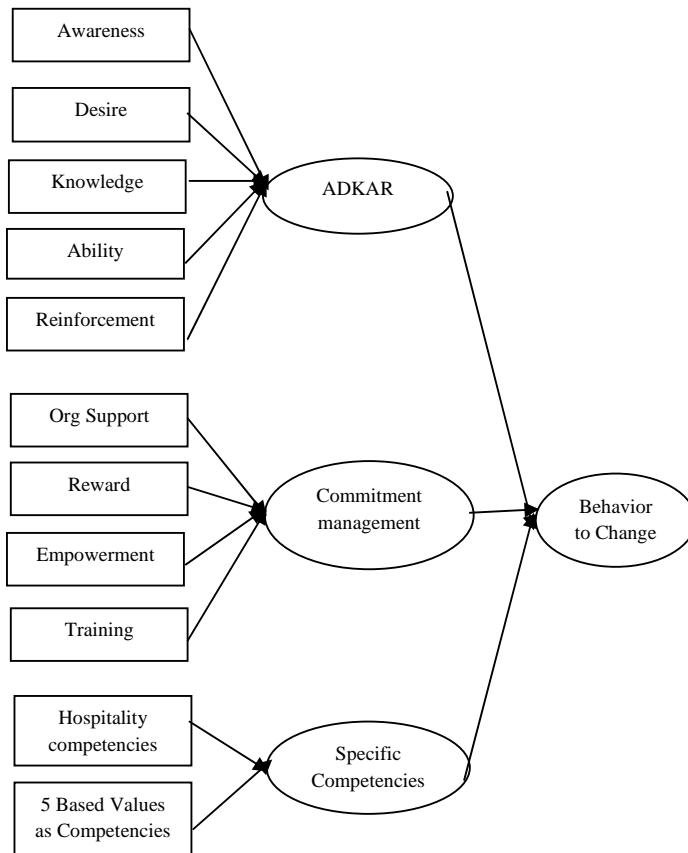 Awareness
Desire
Knowledge
Ability
Reinforcement
ADKAR
Org Support
Reward
Empowerment
Training
Commitment
management
Hospitality
competencies
5 Based Values
as Competencies
Specific
Competencies
Behavior
to Change